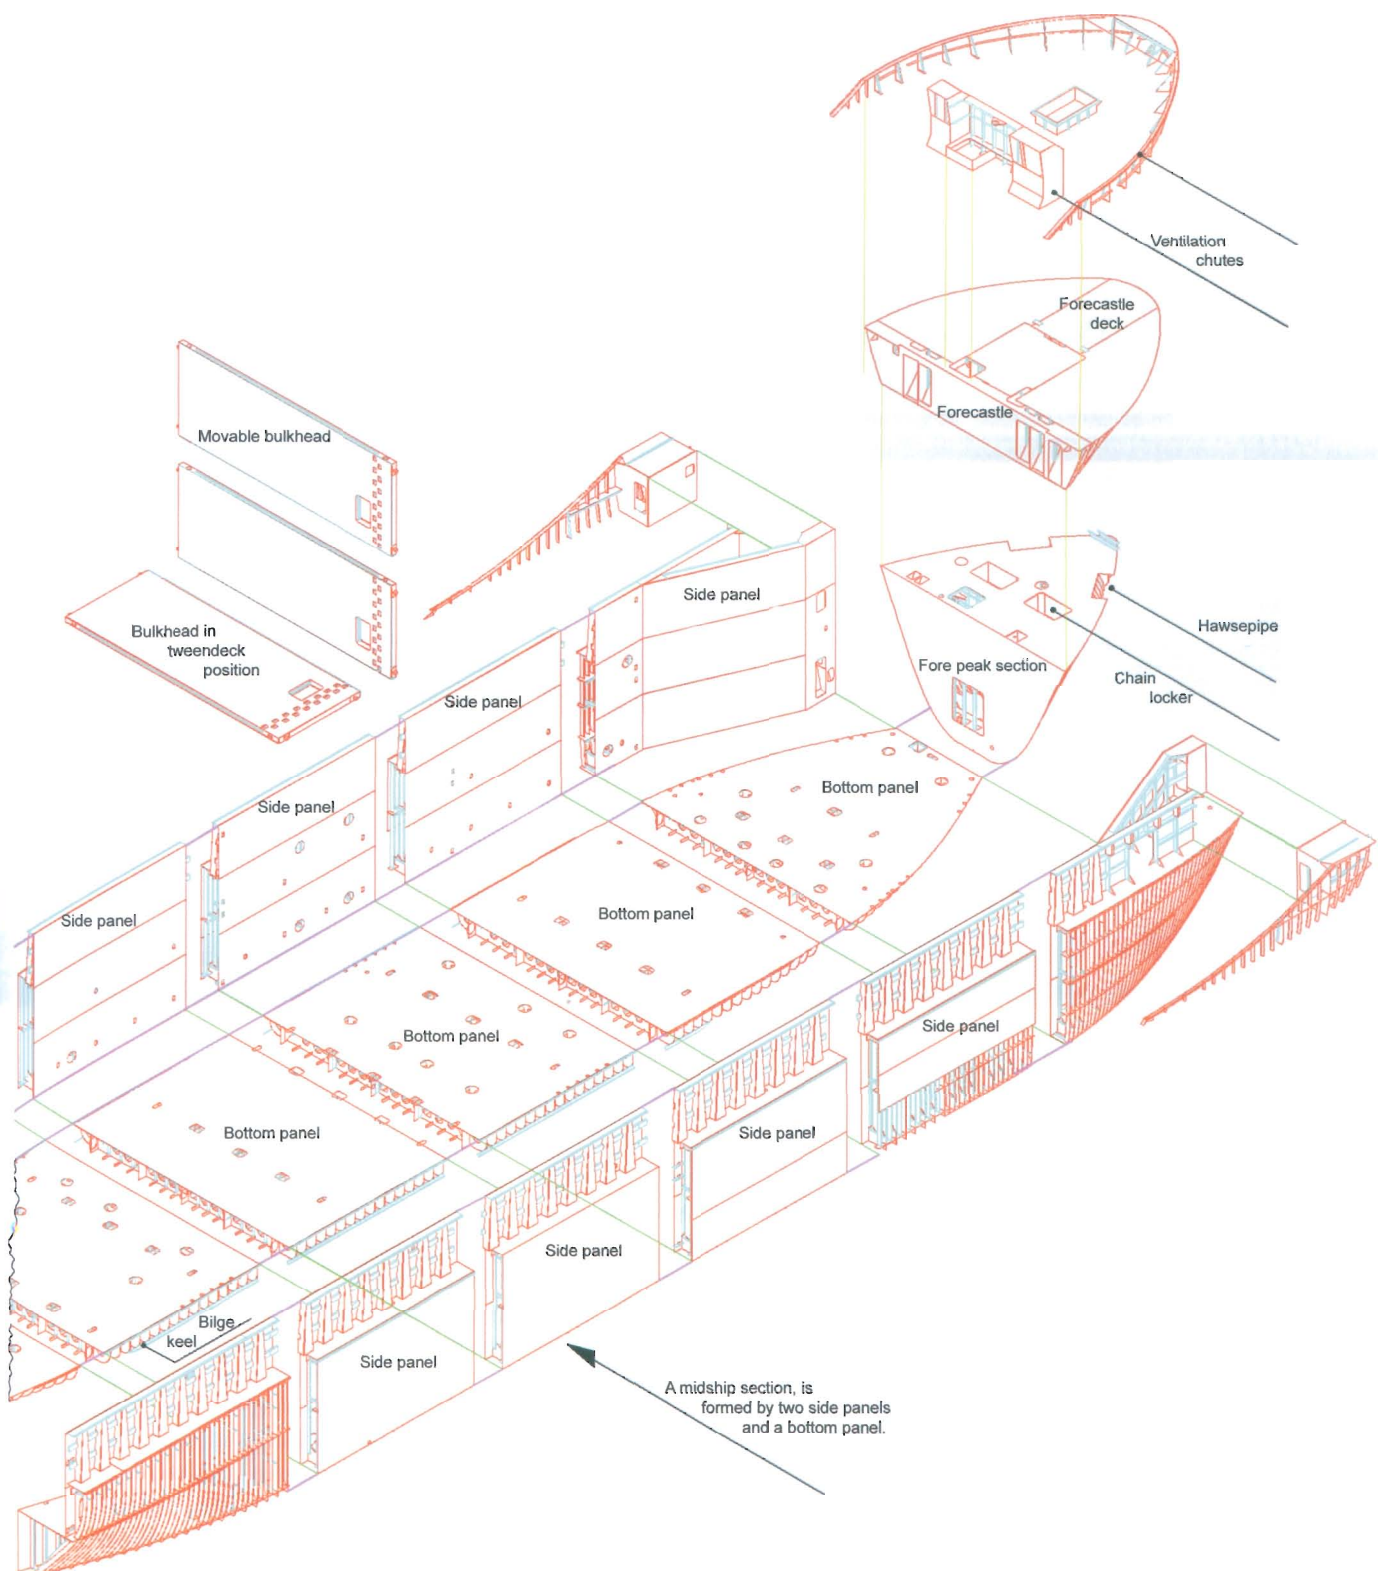 Ventilation
chutes
Forecastle
deck
Forecastle
Movable bulkhead
Side panel
Bulkhead in
tweendeck
position
Hawsepipe
Fore peak section
Chain
locker
Side panel
Side panel
Bottom panel
Side panel
Bottom panel
Side panel
Bottom panel
Side panel
Bottom panel
Side panel
Bilge
keel
Side panel
A midship section, is
formed by two side panels
and a bottom panel.